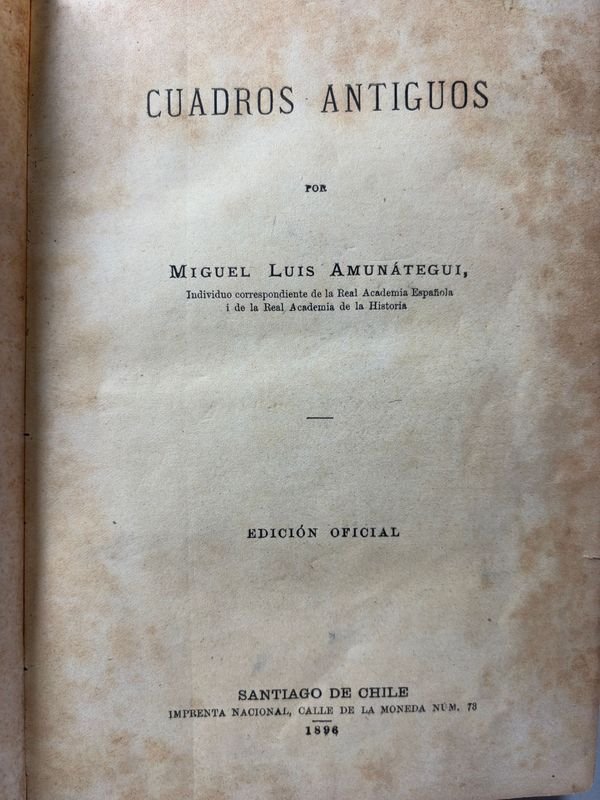 CUADROS ANTIGUOS
POR
MIGUEL LUIS AMUNÁTEGUI,
Individuo correspondiente de la Real Academia Española
i de la Real Academia de la Historia
EDICIÓN OFICIAL
SANTIAGO DE CHILE
IMPRENTA NACIONAL, CALLE DE LA MONEDA NÚM. 73
1896